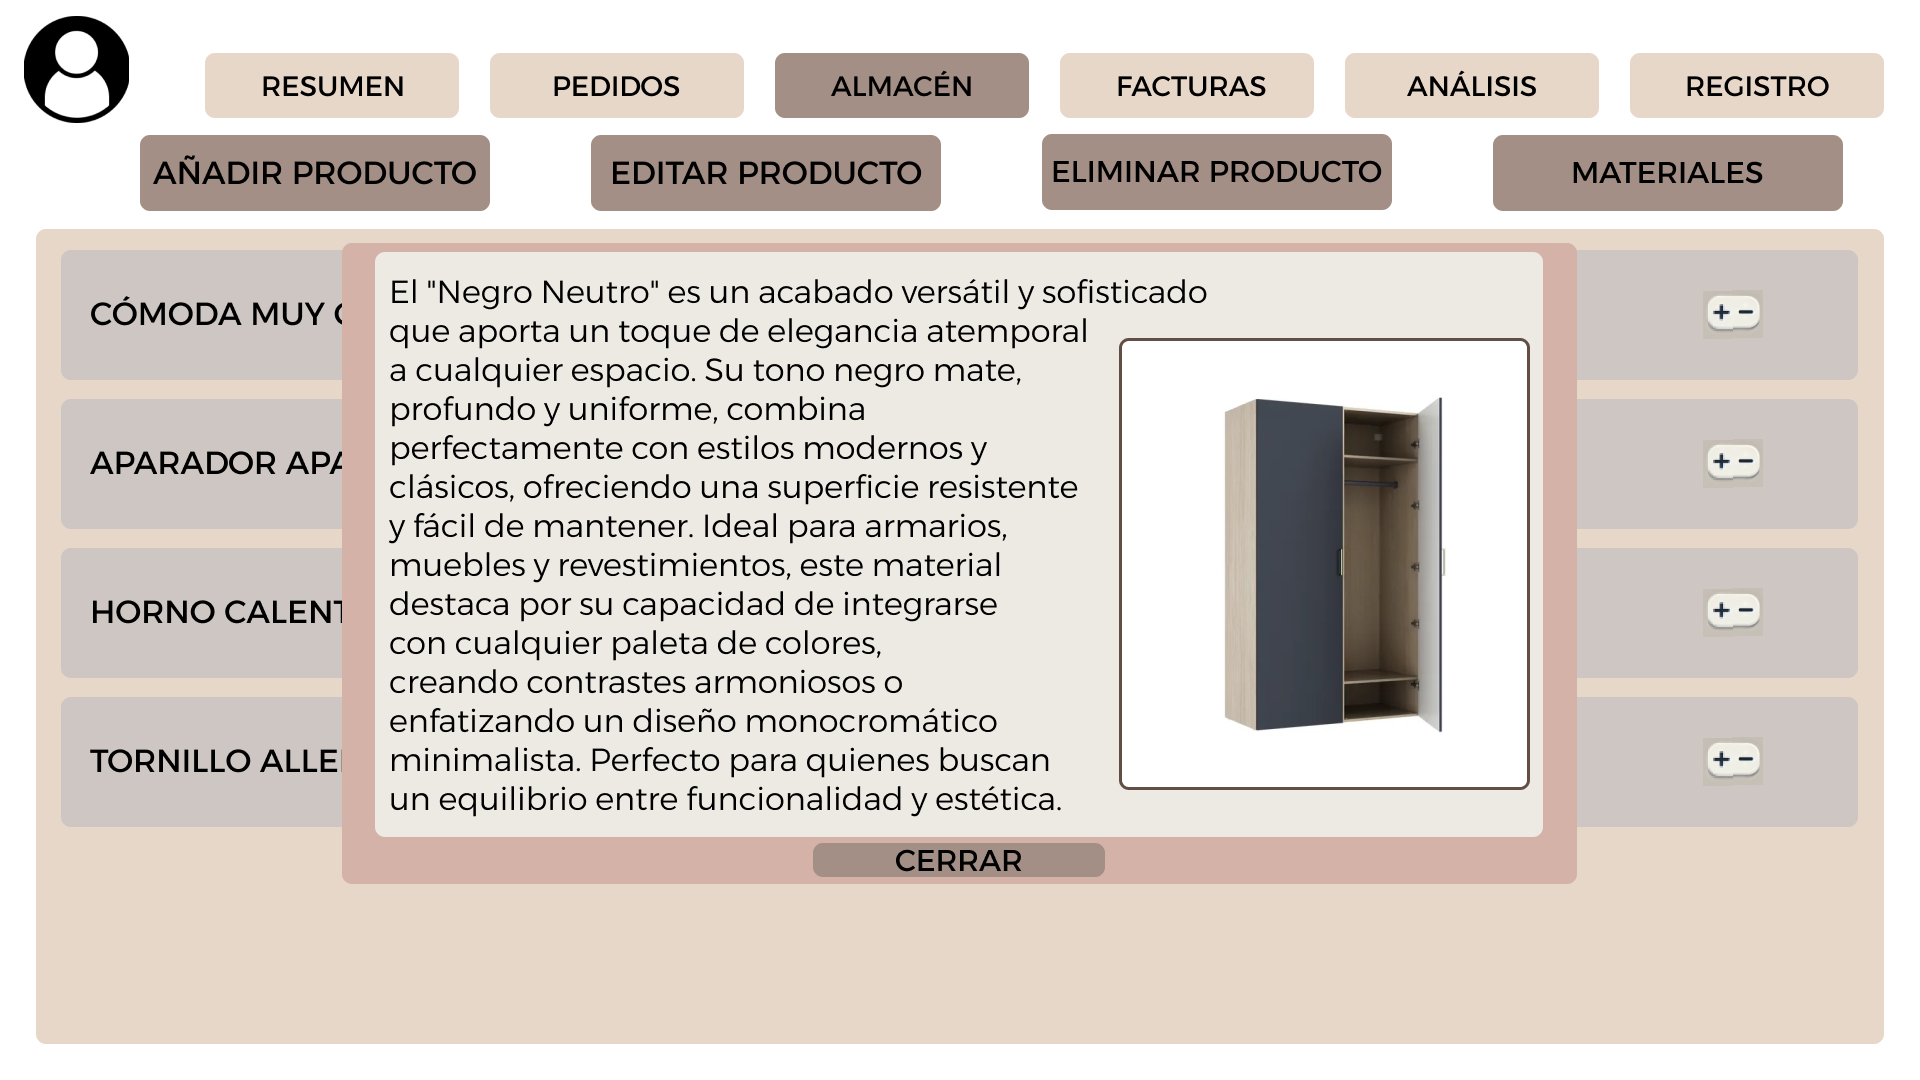 RESUMEN
PEDIDOS
ALMACÉN
FACTURAS
ANÁLISIS
REGISTRO
AÑADIR PRODUCTO
EDITAR PRODUCTO
ELIMINAR PRODUCTO
MATERIALES
CÓMODA MUY
APARADOR APA
HORNO CALENT
TORNILLO ALLE
El "Negro Neutro" es un acabado versátil y sofisticado
que aporta un toque de elegancia atemporal
a cualquier espacio. Su tono negro mate,
profundo y uniforme, combina
perfectamente con estilos modernos y
clásicos, ofreciendo una superficie resistente
y fácil de mantener. Ideal para armarios,
muebles y revestimientos, este material
destaca por su capacidad de integrarse
con cualquier paleta de colores,
creando contrastes armoniosos o
enfatizando un diseño monocromático
minimalista. Perfecto para quienes buscan
un equilibrio entre funcionalidad y estética.
+ -
+ -
+ -
+ -
CERRAR